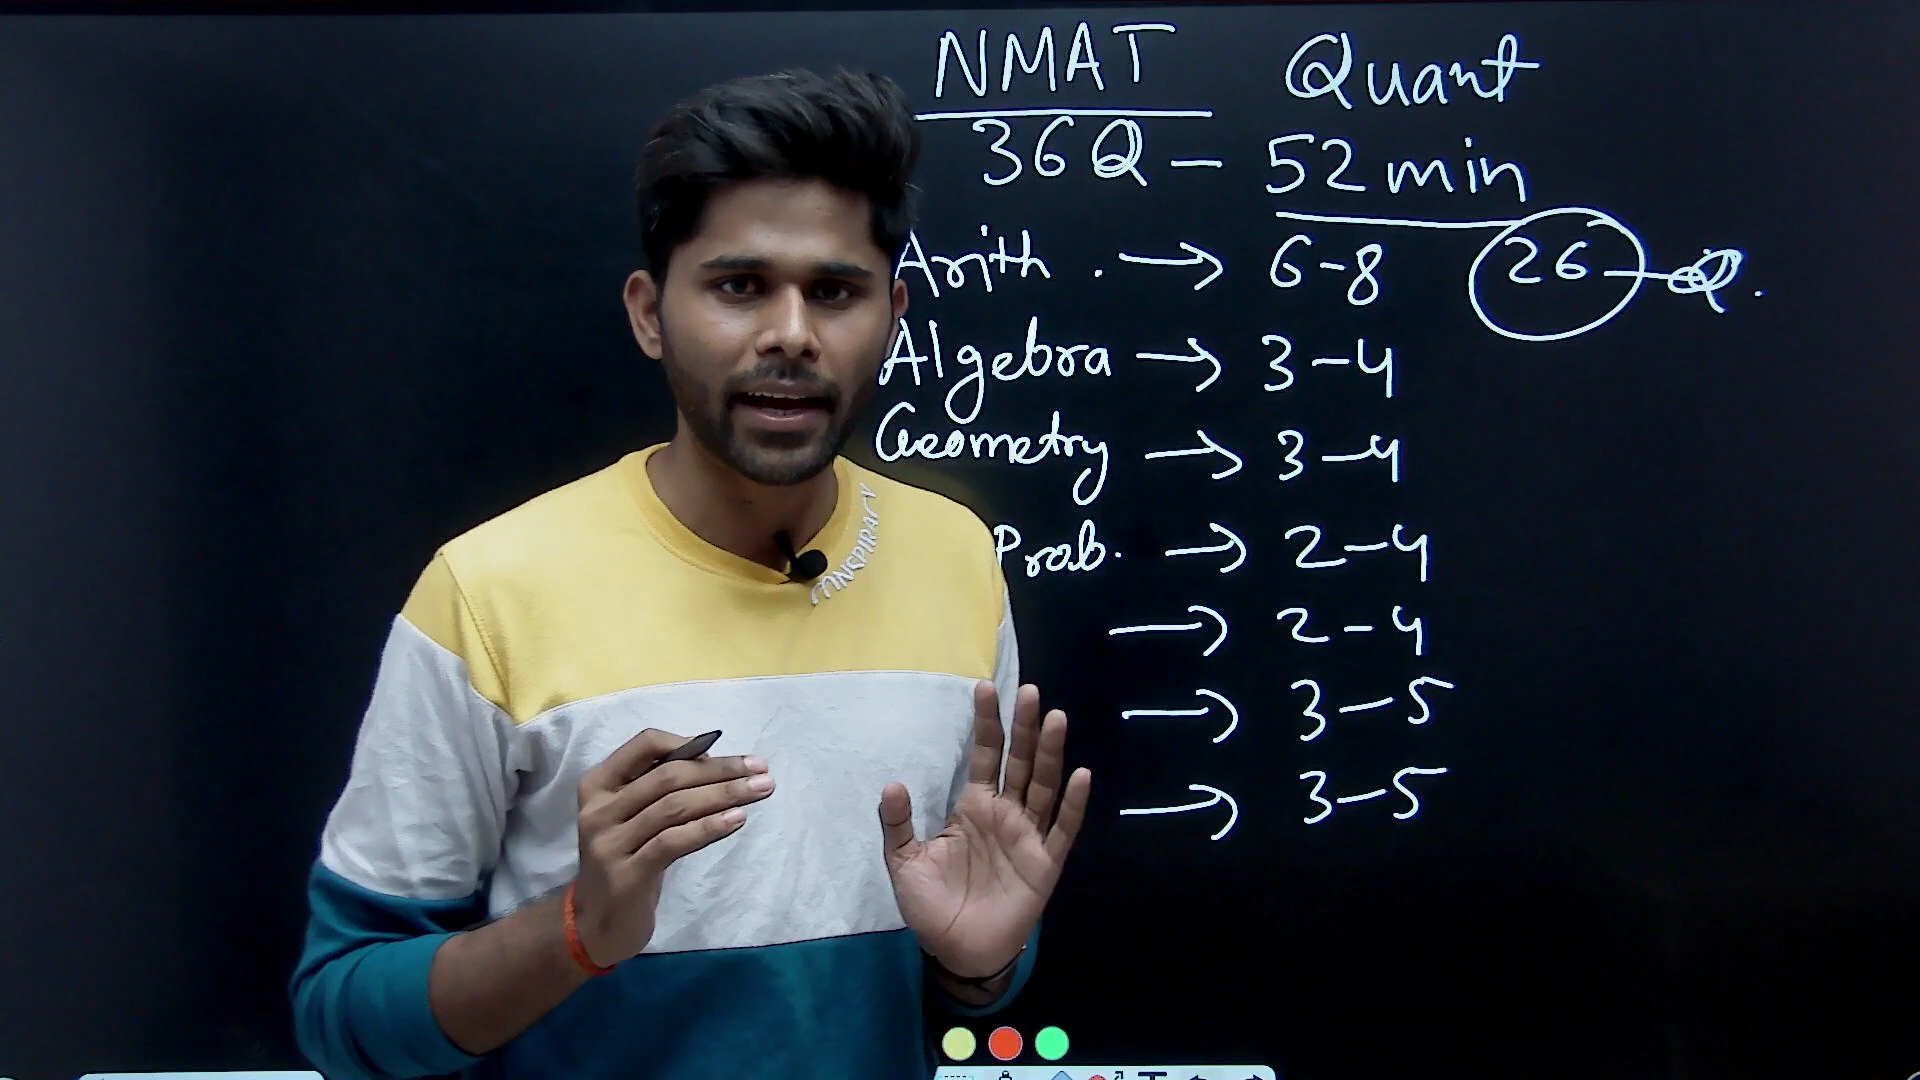 NMAT Quant
36Q - 52 min
Arith. → 6-8 26 - Q.
Algebra → 3-4
Geometry → 3-4
Prob. → 2-4
→ 2-4
→ 3-5
→ 3-5